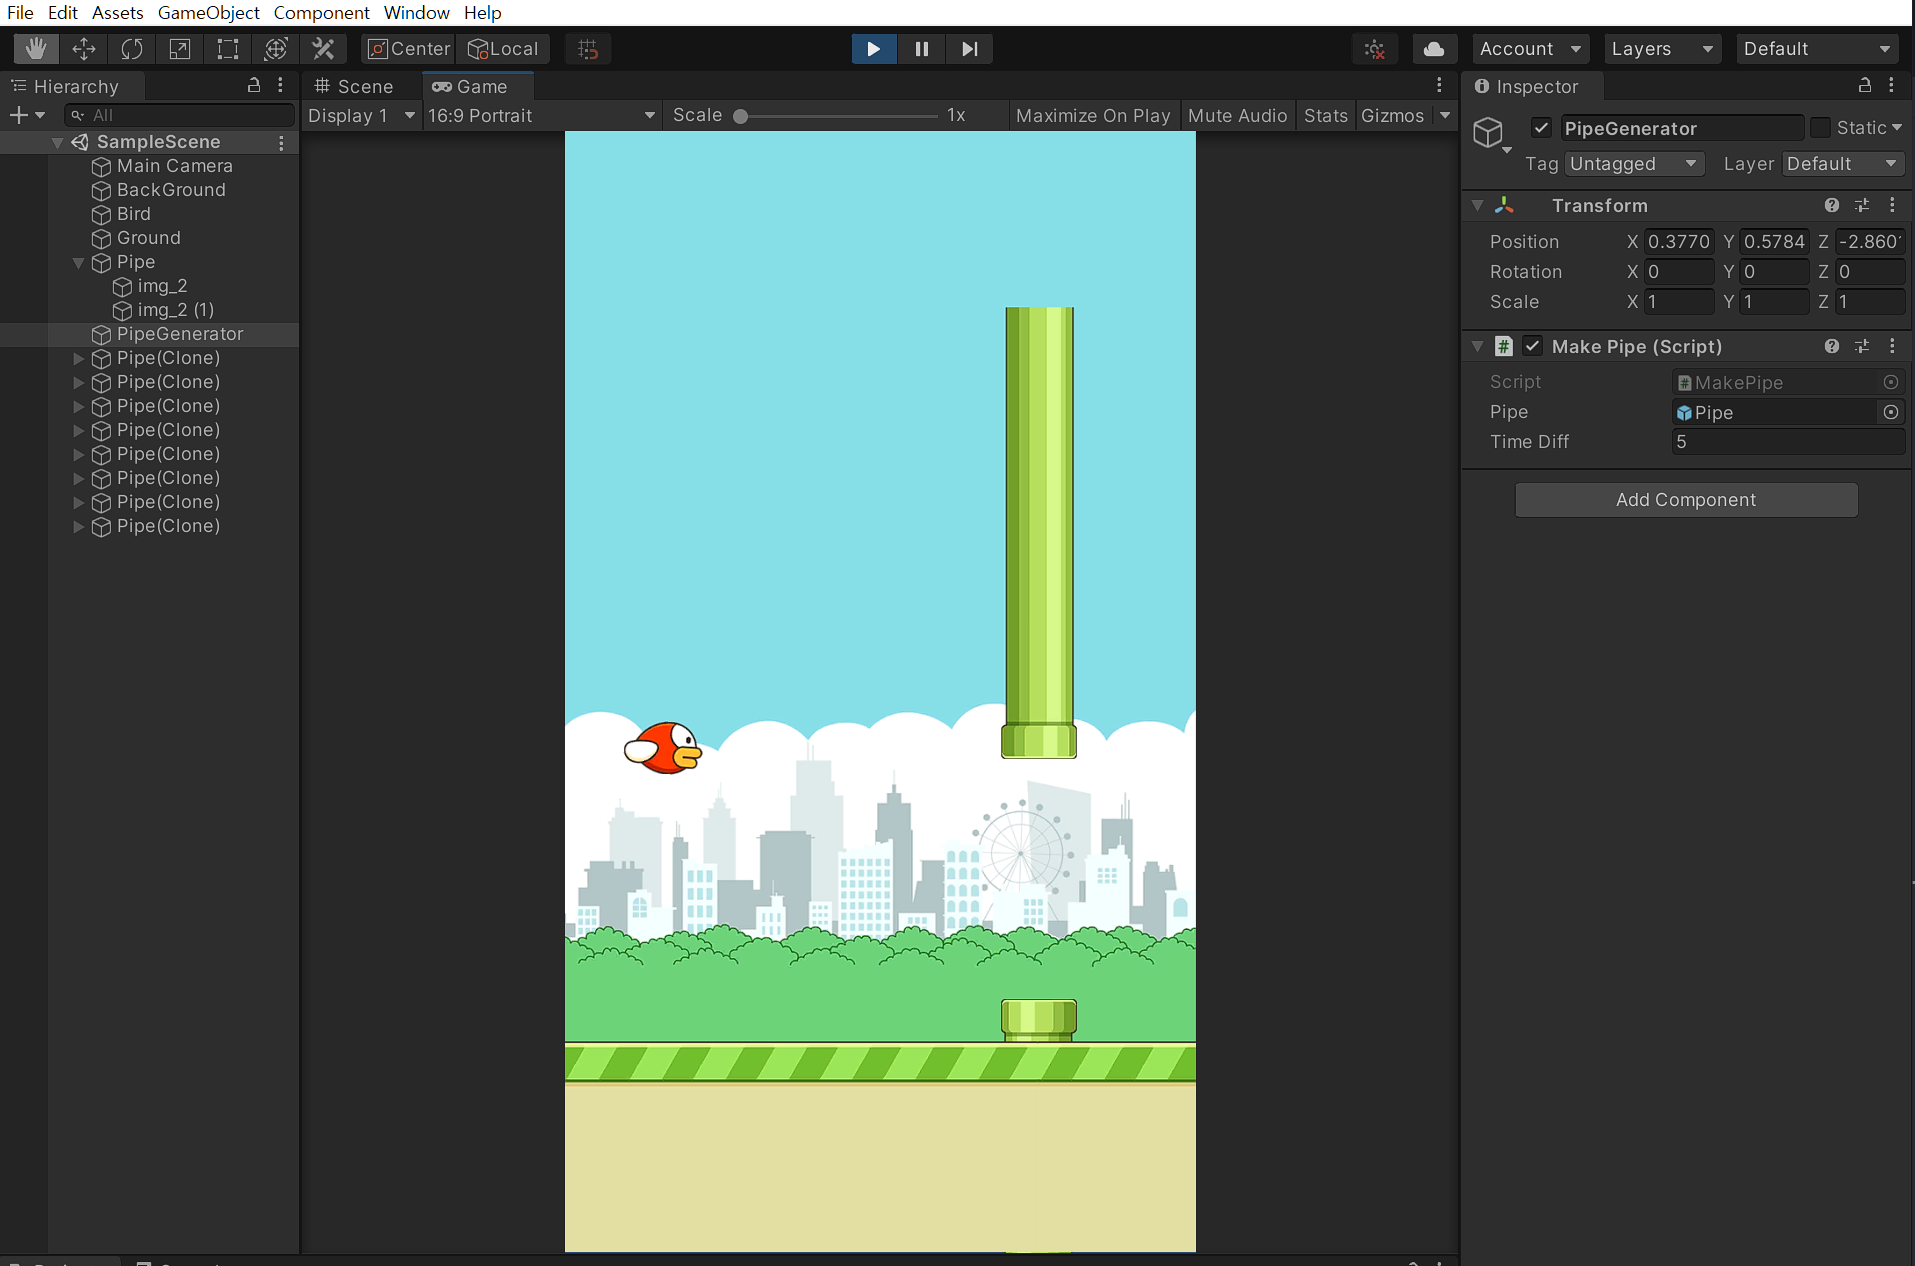 File Edit Assets GameObject Component Window Help
Center Local Account Layers Default
Hierarchy
All
SampleScene
Main Camera
BackGround
Bird
Ground
Pipe
img_2
img_2 (1)
PipeGenerator
Pipe(Clone)
Pipe(Clone)
Pipe(Clone)
Pipe(Clone)
Pipe(Clone)
Pipe(Clone)
Pipe(Clone)
Pipe(Clone)
Scene Game
Display 1 16:9 Portrait Scale 1x Maximize On Play Mute Audio Stats Gizmos
Inspector
PipeGenerator Static
Tag Untagged Layer Default
Transform
Position X 0.3770 Y 0.5784 Z -2.860
Rotation X 0 Y 0 Z 0
Scale X 1 Y 1 Z 1
# Make Pipe (Script)
Script # MakePipe
Pipe Pipe
Time Diff 5
Add Component